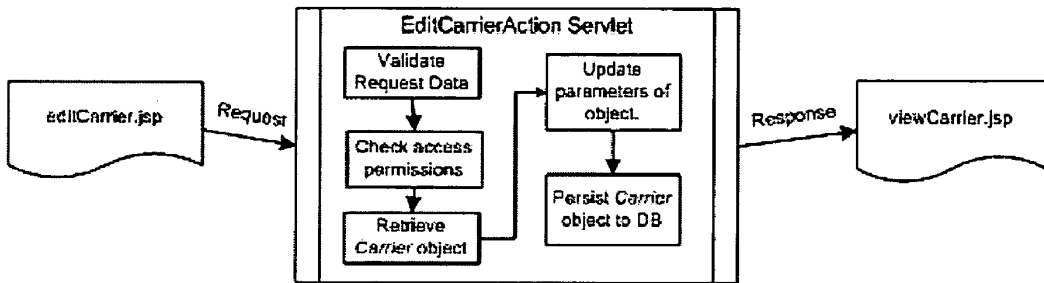 EditCarrierAction Servlet
editCarrier.jsp
Request
Validate
Request Data
Check access
permissions
Retrieve
Carrier object
Update
parameters of
object.
Persist Carrier
object to DB
Response
viewCarrier.jsp